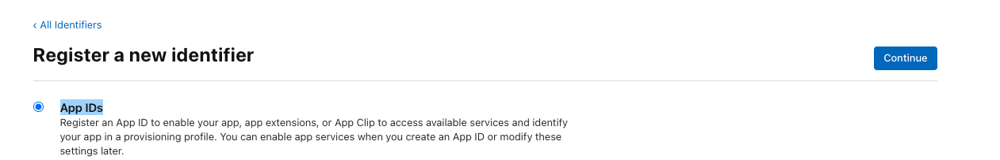 ‹ All Identifiers
Register a new identifier
Continue
App IDs
Register an App ID to enable your app, app extensions, or App Clip to access available services and identify
your app in a provisioning profile. You can enable app services when you create an App ID or modify these
settings later.